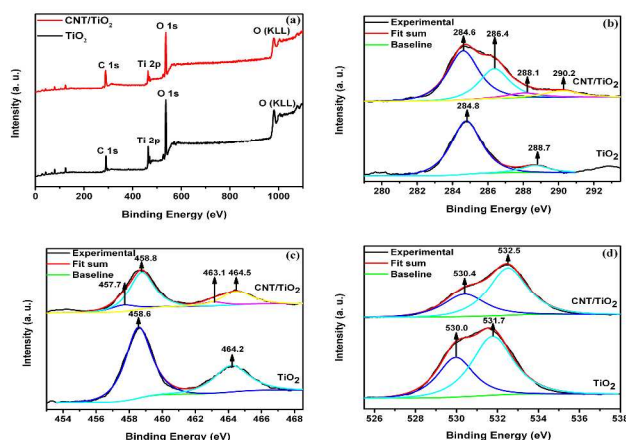 CNT/TiO2
TiO2
(a)
O 1s
Ti 2p
C 1s
O (KLL)
O 1s
Ti 2p
C 1s
O (KLL)
Intensity (a. u.)
0 200 400 600 800 1000
Binding Energy (eV)
Experimental
Fit sum
Baseline
(b)
284.6
286.4
288.1
290.2
CNT/TiO2
284.8
288.7
TiO2
Intensity (a. u.)
280 282 284 286 288 290 292
Binding Energy (eV)
Experimental
Fit sum
Baseline
(c)
458.8
457.7
463.1
464.5
CNT/TiO2
458.6
464.2
TiO2
Intensity (a. u.)
454 456 458 460 462 464 466 468
Binding Energy (eV)
Experimental
Fit sum
Baseline
(d)
532.5
530.4
CNT/TiO2
530.0
531.7
TiO2
Intensity (a. u.)
526 528 530 532 534 536 538
Binding Energy (eV)